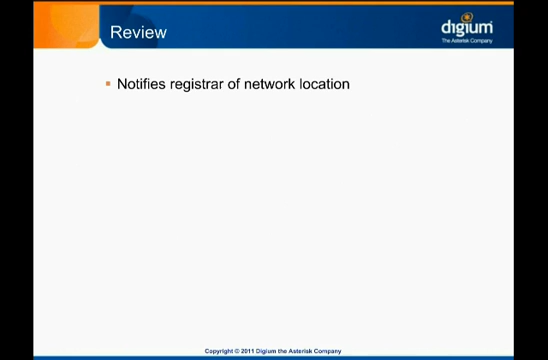 Review
digium
The Asterisk Company
Notifies registrar of network location
Copyright © 2011 Digium the Asterisk Company